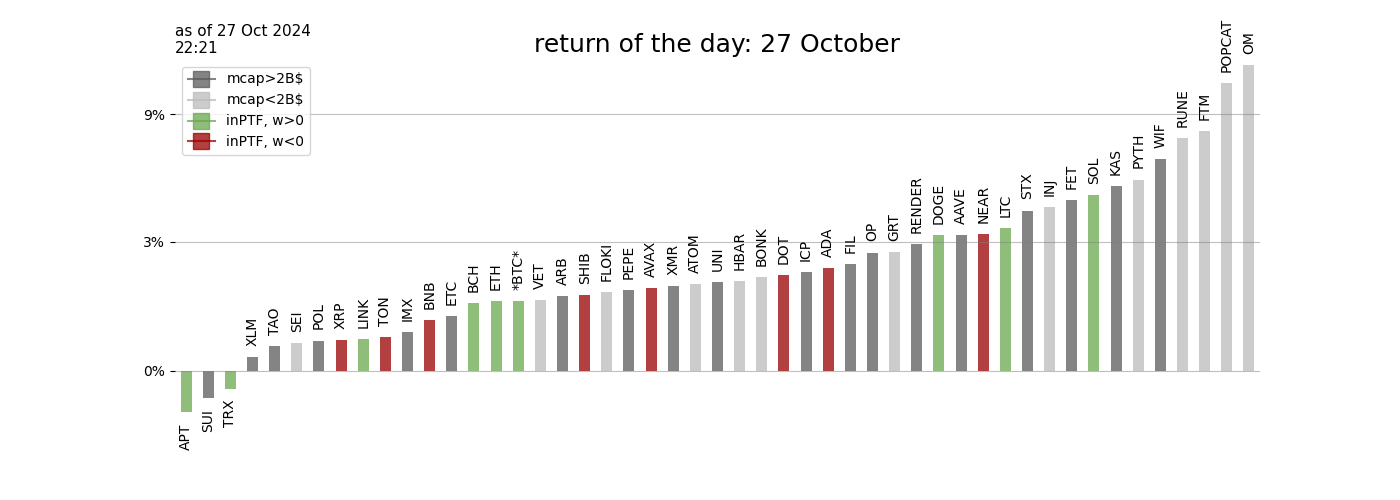 as of 27 Oct 2024
22:21
return of the day: 27 October
mcap>2B$
mcap<2B$
inPTF, w>0
inPTF, w<0
9%
3%
0%
APT
SUI
TRX
XLM
TAO
SEI
POL
XRP
LINK
TON
IMX
BNB
ETC
BCH
ETH
*BTC*
VET
ARB
SHIB
FLOKI
PEPE
AVAX
XMR
ATOM
UNI
HBAR
BONK
DOT
ICP
ADA
FIL
OP
GRT
RENDER
DOGE
AAVE
NEAR
LTC
STX
INJ
FET
SOL
KAS
PYTH
WIF
RUNE
FTM
POPCAT
OM